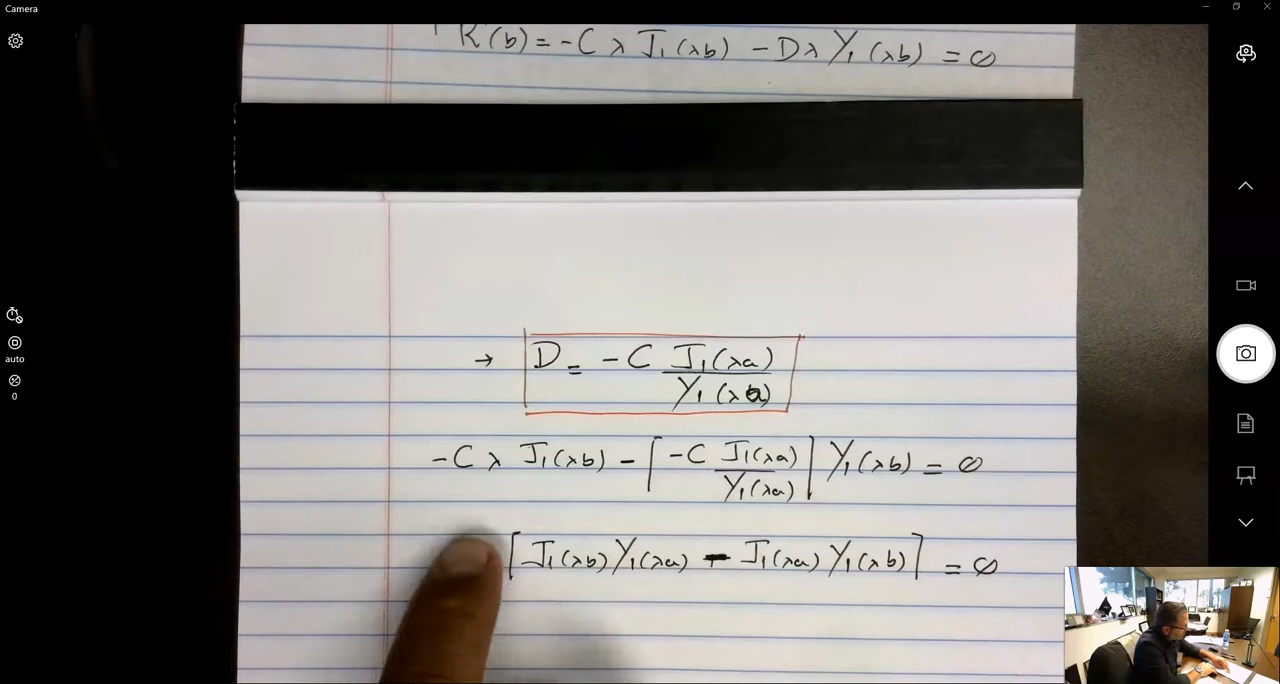 Camera
R'(b) = -C λ J₁(λb) - Dλ Y₁(λb) = ∅
→ D = -C J₁(λa) / Y₁(λa)
-C λ J₁(λb) - [-C J₁(λa) / Y₁(λa)] Y₁(λb) = ∅
[J₁(λb) Y₁(λa) - J₁(λa) Y₁(λb)] = ∅
auto
0